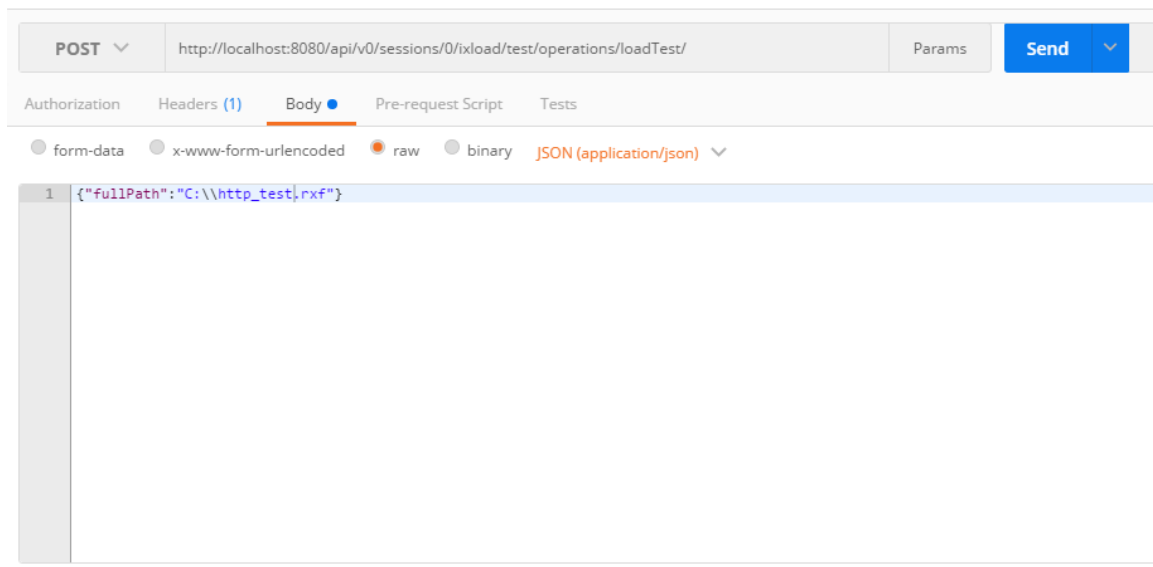 POST http://localhost:8080/api/v0/sessions/0/ixload/test/operations/loadTest/ Params Send
Authorization Headers (1) Body Pre-request Script Tests
form-data x-www-form-urlencoded raw binary JSON (application/json)
1 {"fullPath":"C:\\http_test.rxf"}